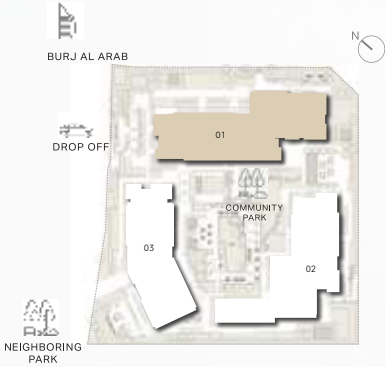 BURJ AL ARAB
N
DROP OFF
01
COMMUNITY
PARK
03
02
NEIGHBORING
PARK